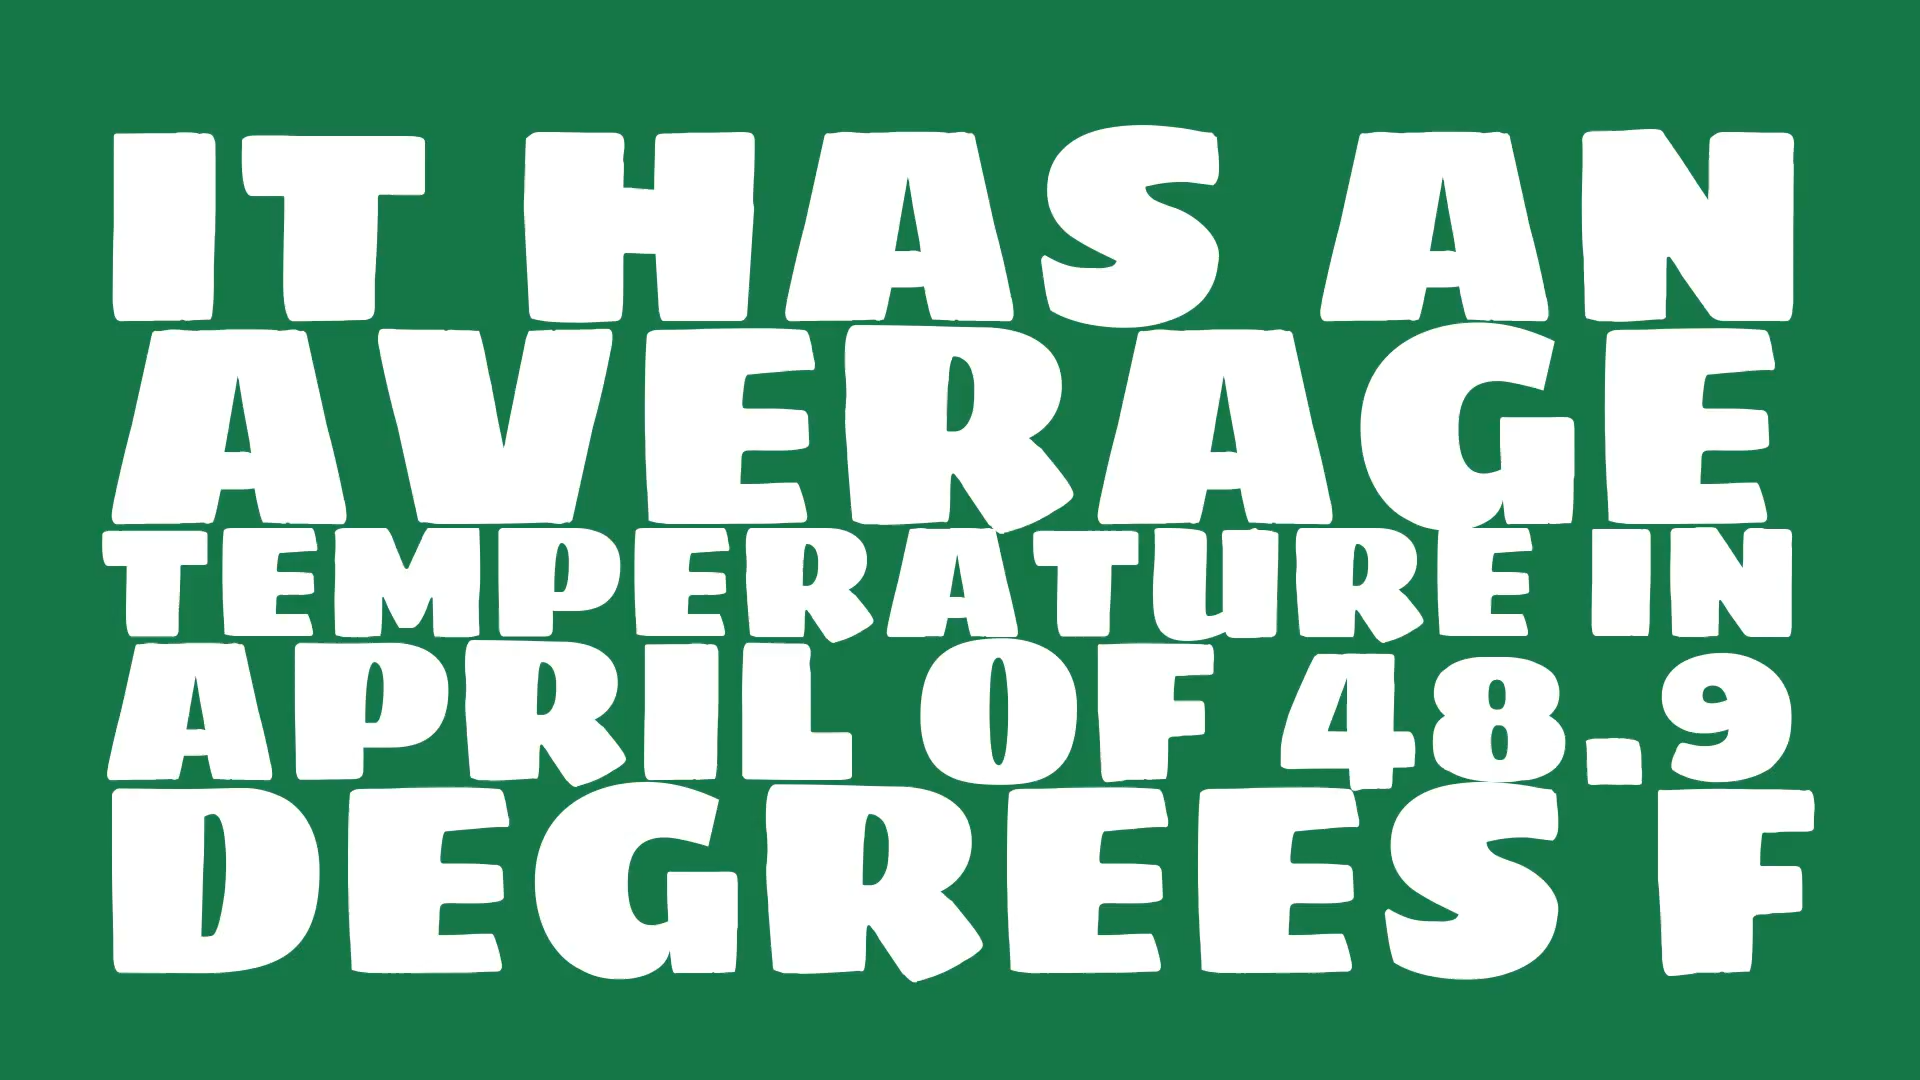 IT HAS AN
AVERAGE
TEMPERATURE IN
APRIL OF 48.9
DEGREES F